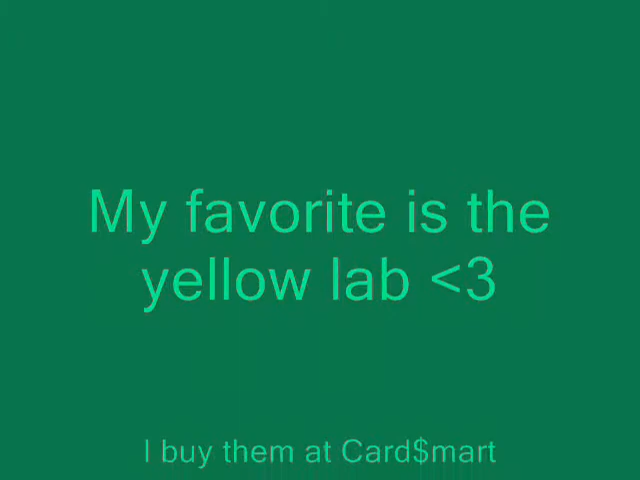 My favorite is the
yellow lab <3
I buy them at Card$mart